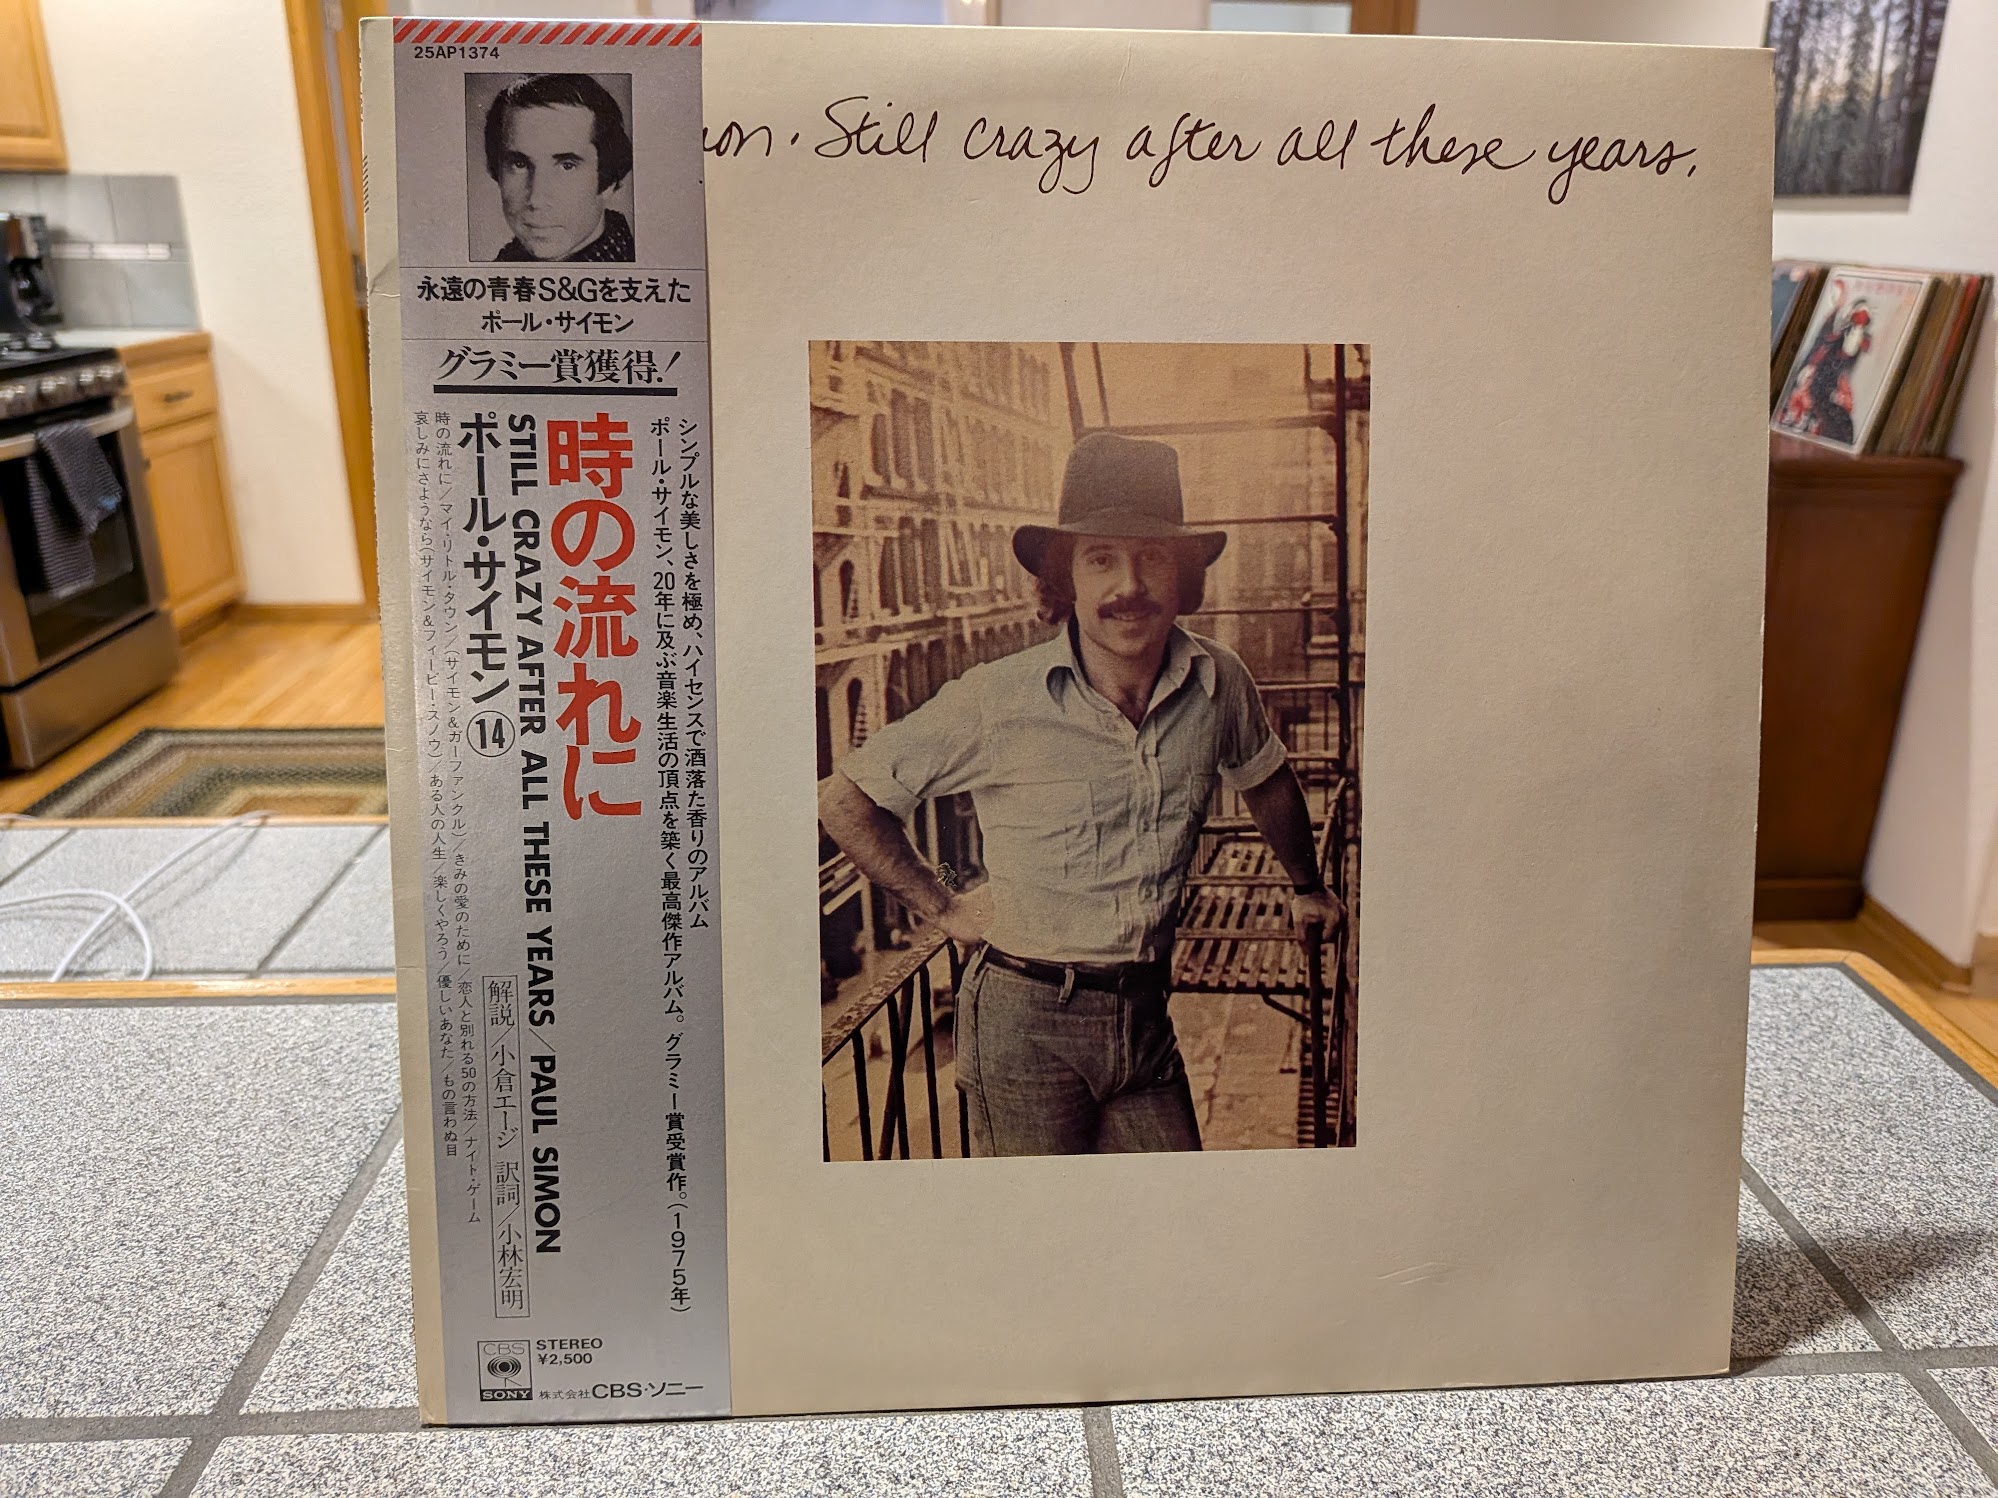 25AP1374
non. Still crazy after all these years.
永遠の青春S&Gを支えた
ポール・サイモン
グラミー賞獲得!
シンプルな美しさを極め、ハイセンスで酒落た香りのアルバム
ポール・サイモン、20年に及ぶ音楽生活の頂点を築く最高傑作アルバム。グラミー賞受賞作。(1975年)
時の流れに
STILL CRAZY AFTER ALL THESE YEARS/PAUL SIMON
ポール・サイモン⑭
解説/小倉エージ 訳詞/小林宏明
時の流れに/マイ・リトル・タウン/(サイモン&ガーファンクル)/きみの愛のために/恋人と別れる50の方法/ナイト・ゲーム
哀しみにさようなら(サイモン&フィービー・スノウ)/ある人の人生/楽しくやろう/優しいあなた/もの言わぬ目
CBS
SONY
STEREO
¥2,500
株式会社CBS・ソニー